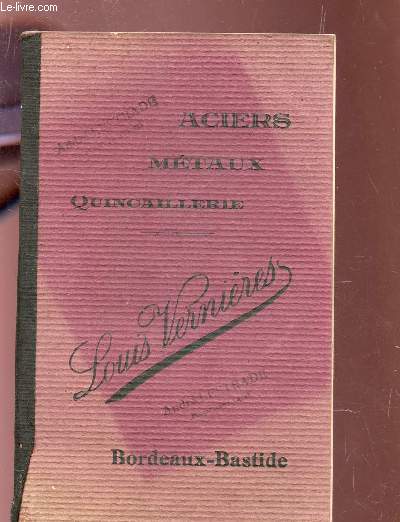 Le-livre.com
ACIERS
MÉTAUX
QUINCAILLERIE
Louis Vernières
Bordeaux-Bastide